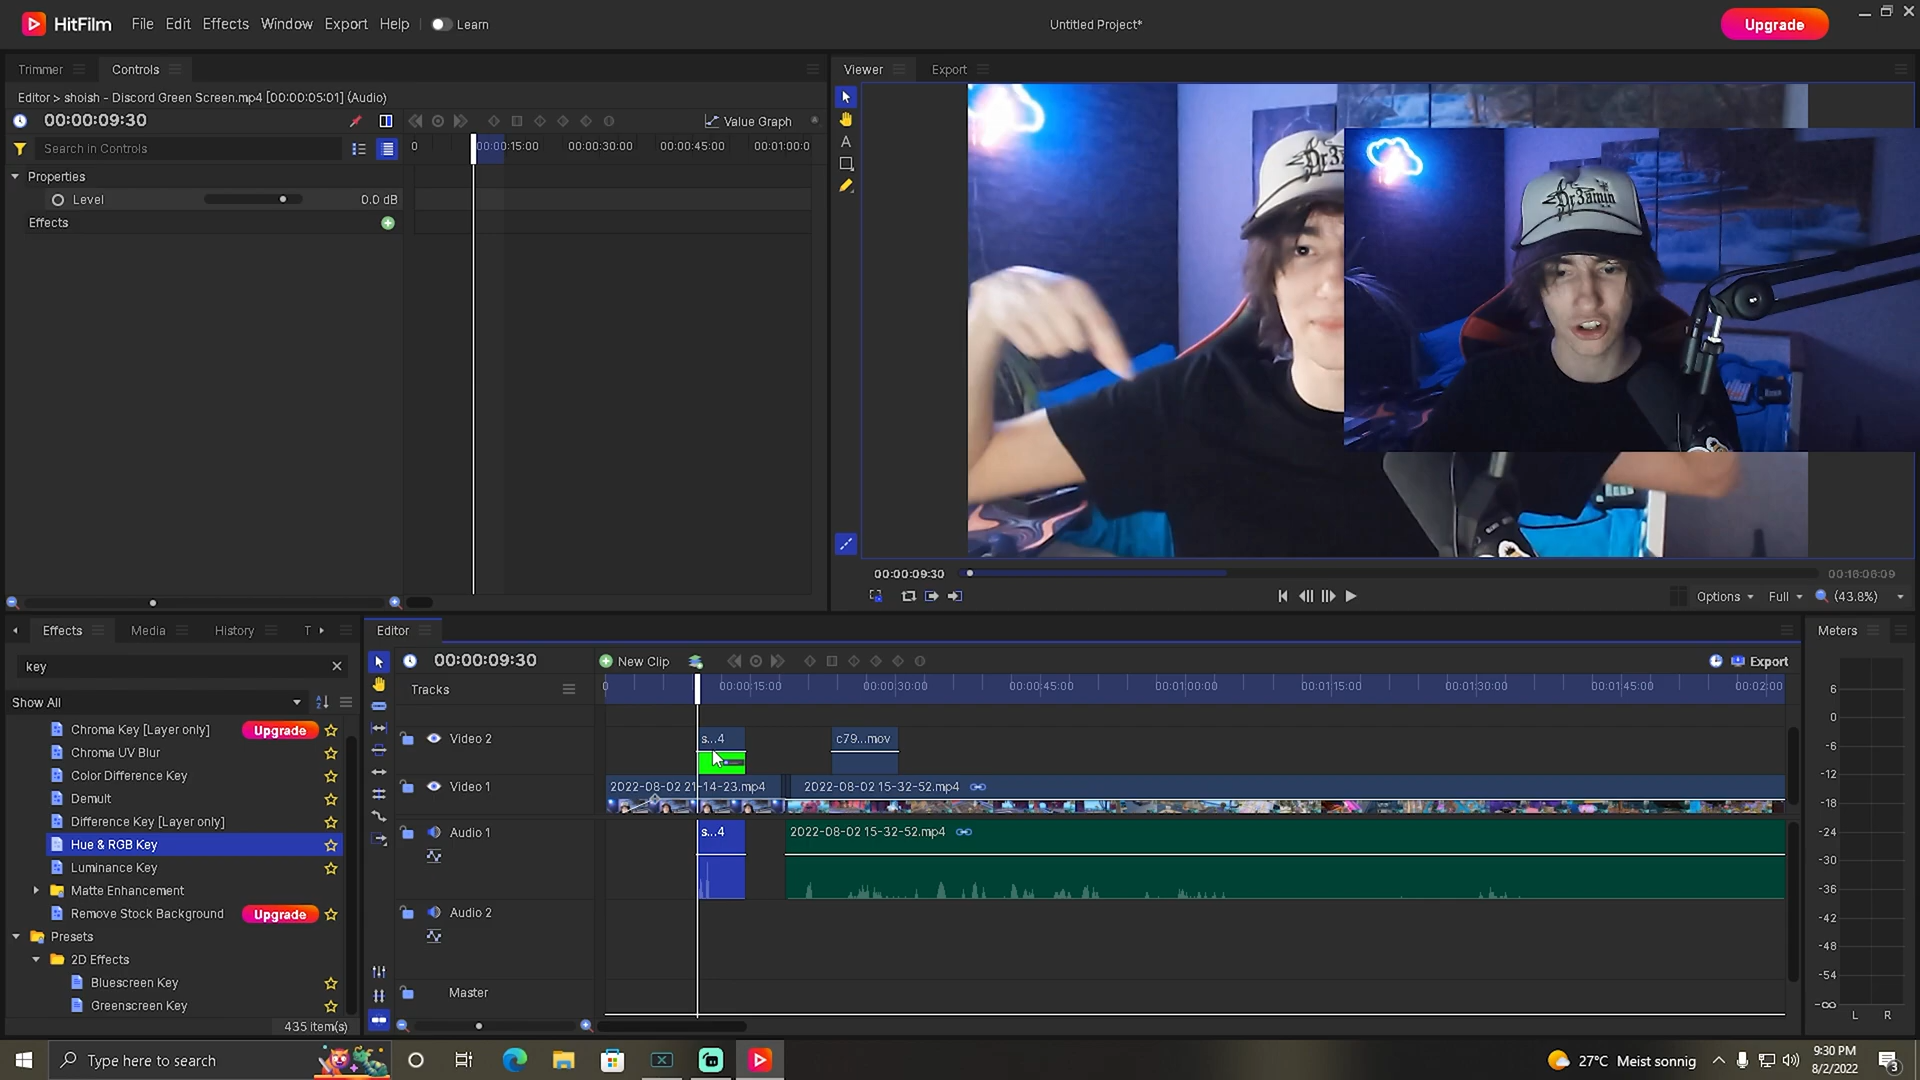 HitFilm File Edit Effects Window Export Help Learn Untitled Project* Upgrade
Trimmer Controls Viewer Export
Editor > shoish - Discord Green Screen.mp4 [00:00:05:01] (Audio)
00:00:09:30 Value Graph
Search in Controls 0 00:00:15:00 00:00:30:00 00:00:45:00 00:01:00:0
Properties
Level 0.0 dB
Effects
Dr3amin
00:00:09:30 00:16:06:09
Options Full (43.8%)
Effects Media History T Editor Meters
key
00:00:09:30 New Clip Export
Show All
Tracks 0 00:00:15:00 00:00:30:00 00:00:45:00 00:01:00:00 00:01:15:00 00:01:30:00 00:01:45:00 00:02:00
Chroma Key [Layer only] Upgrade
Chroma UV Blur
Color Difference Key
Demult
Difference Key [Layer only]
Hue & RGB Key
Luminance Key
Matte Enhancement
Remove Stock Background Upgrade
Presets
2D Effects
Bluescreen Key
Greenscreen Key
435 item(s)
Video 2 s...4 c79...mov
Video 1 2022-08-02 21-14-23.mp4 2022-08-02 15-32-52.mp4
Audio 1 s...4 2022-08-02 15-32-52.mp4
Audio 2
Master
6
0
-6
-12
-18
-24
-30
-36
-42
-48
-54
-∞
L R
Type here to search
27°C Meist sonnig
9:30 PM
8/2/2022
3